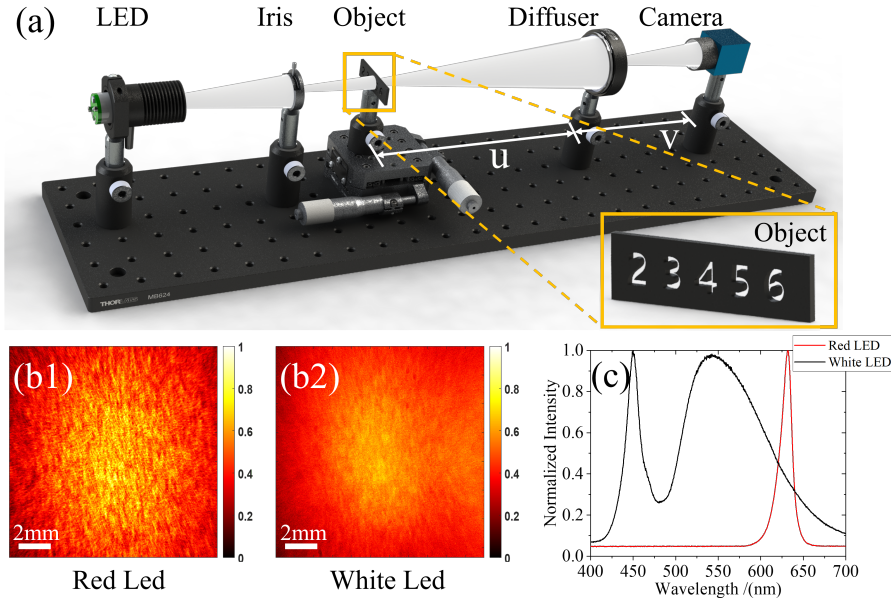 (a)
LED
Iris
Object
Diffuser
Camera
u
v
THORLABS
MB624
Object
2 3 4 5 6
(b1)
2mm
1
0.8
0.6
0.4
0.2
0
Red Led
(b2)
2mm
1
0.8
0.6
0.4
0.2
0
White Led
(c)
Red LED
White LED
Normalized Intensity
1.0
0.8
0.6
0.4
0.2
0.0
400 450 500 550 600 650 700
Wavelength /(nm)